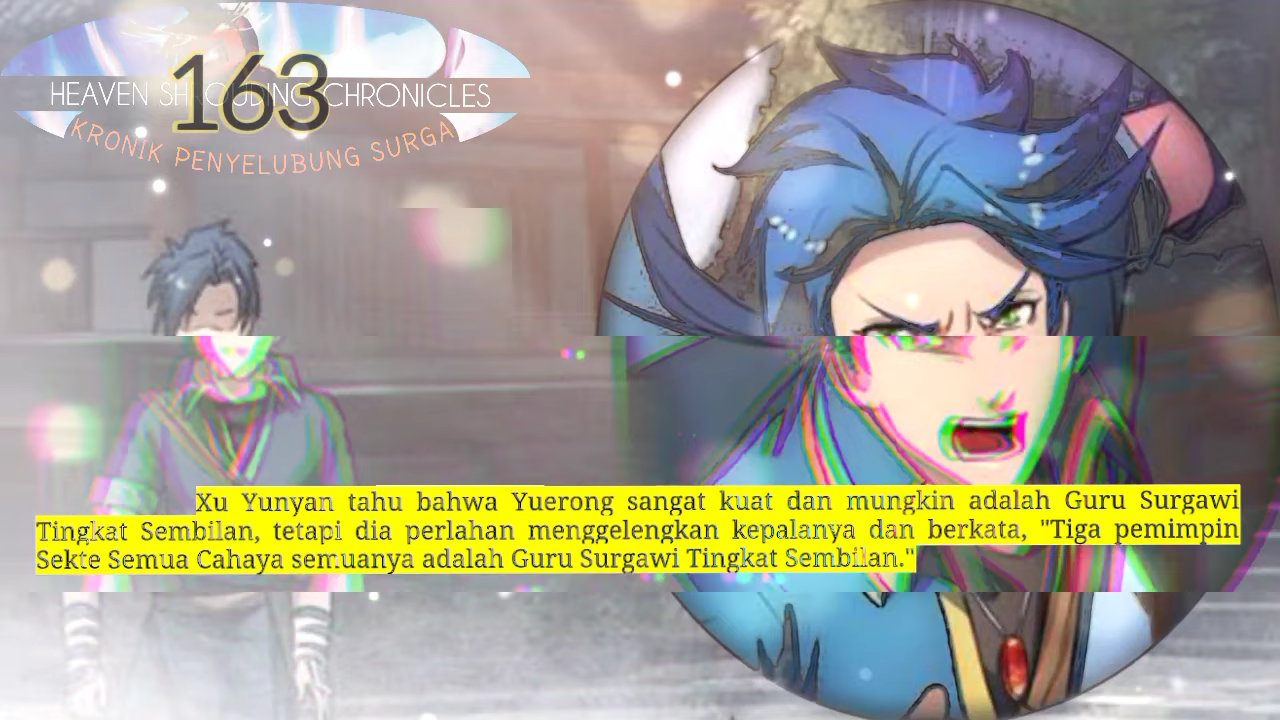 163
HEAVEN SHROUDING CHRONICLES
KRONIK PENYELUBUNG SURGA
Xu Yunyan tahu bahwa Yuerong sangat kuat dan mungkin adalah Guru Surgawi
Tingkat Sembilan, tetapi dia perlahan menggelengkan kepalanya dan berkata, "Tiga pemimpin
Sekte Semua Cahaya semuanya adalah Guru Surgawi Tingkat Sembilan."